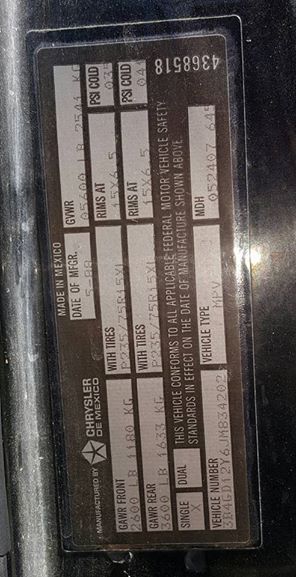 MADE IN MEXICO
MANUFACTURED BY CHRYSLER
DE MEXICO
DATE OF MFGR.
5-88
GVWR
05600 LB 2541 KG
GAWR FRONT
2600 LB 1180 KG
WITH TIRES
P235/75R15XL
RIMS AT
15X6.5
PSI COLD
035
GAWR REAR
3600 LB 1633 KG
WITH TIRES
P235/75R15XL
RIMS AT
15X6.5
PSI COLD
SINGLE X DUAL
THIS VEHICLE CONFORMS TO ALL APPLICABLE FEDERAL MOTOR VEHICLE SAFETY
STANDARDS IN EFFECT ON THE DATE OF MANUFACTURE SHOWN ABOVE.
VEHICLE NUMBER
VEHICLE TYPE
MPV
MDH
052407 645
4368518